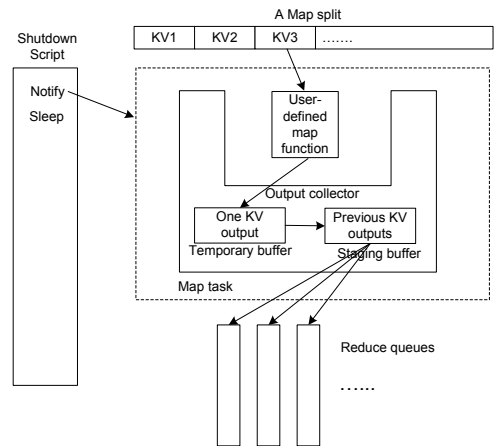 A Map split
Shutdown
Script
KV1 KV2 KV3 .......
Notify
Sleep
User-
defined
map
function
Output collector
One KV
output
Previous KV
outputs
Temporary buffer
Staging buffer
Map task
Reduce queues
......